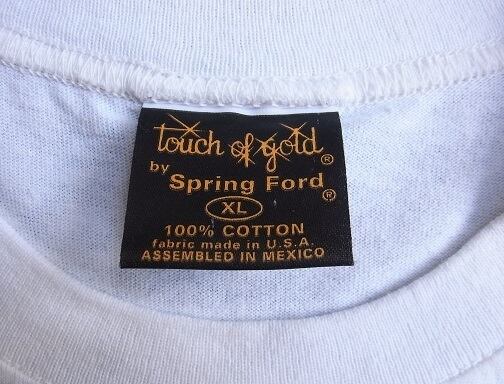 touch of gold ®
by
Spring Ford ®
XL
100% COTTON
fabric made in U.S.A.
ASSEMBLED IN MEXICO